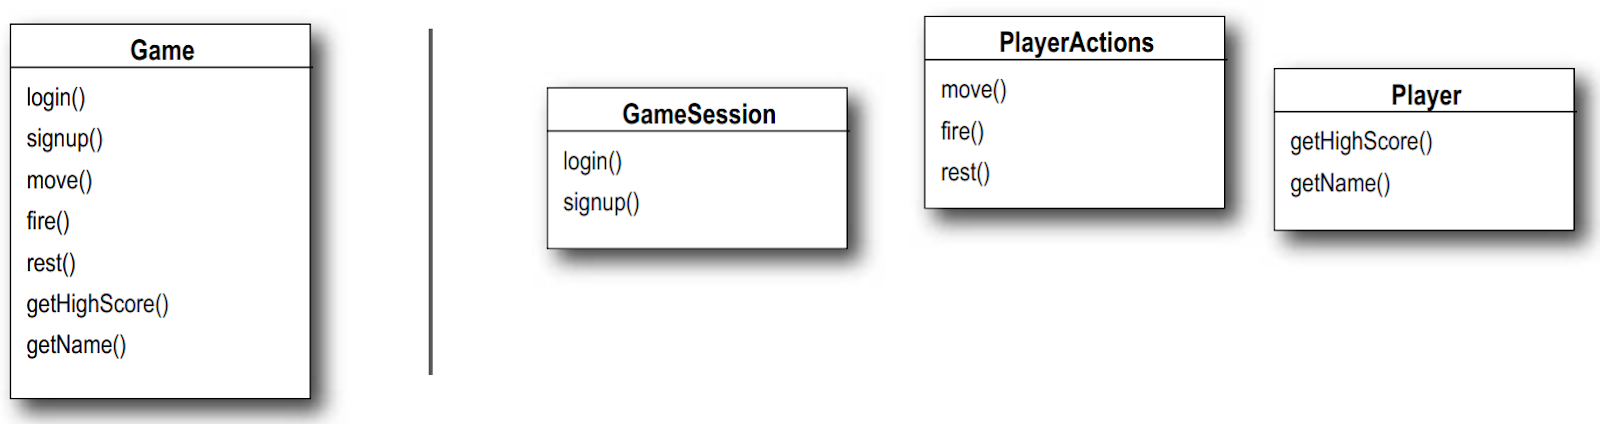 Game
login()
signup()
move()
fire()
rest()
getHighScore()
getName()
GameSession
login()
signup()
PlayerActions
move()
fire()
rest()
Player
getHighScore()
getName()